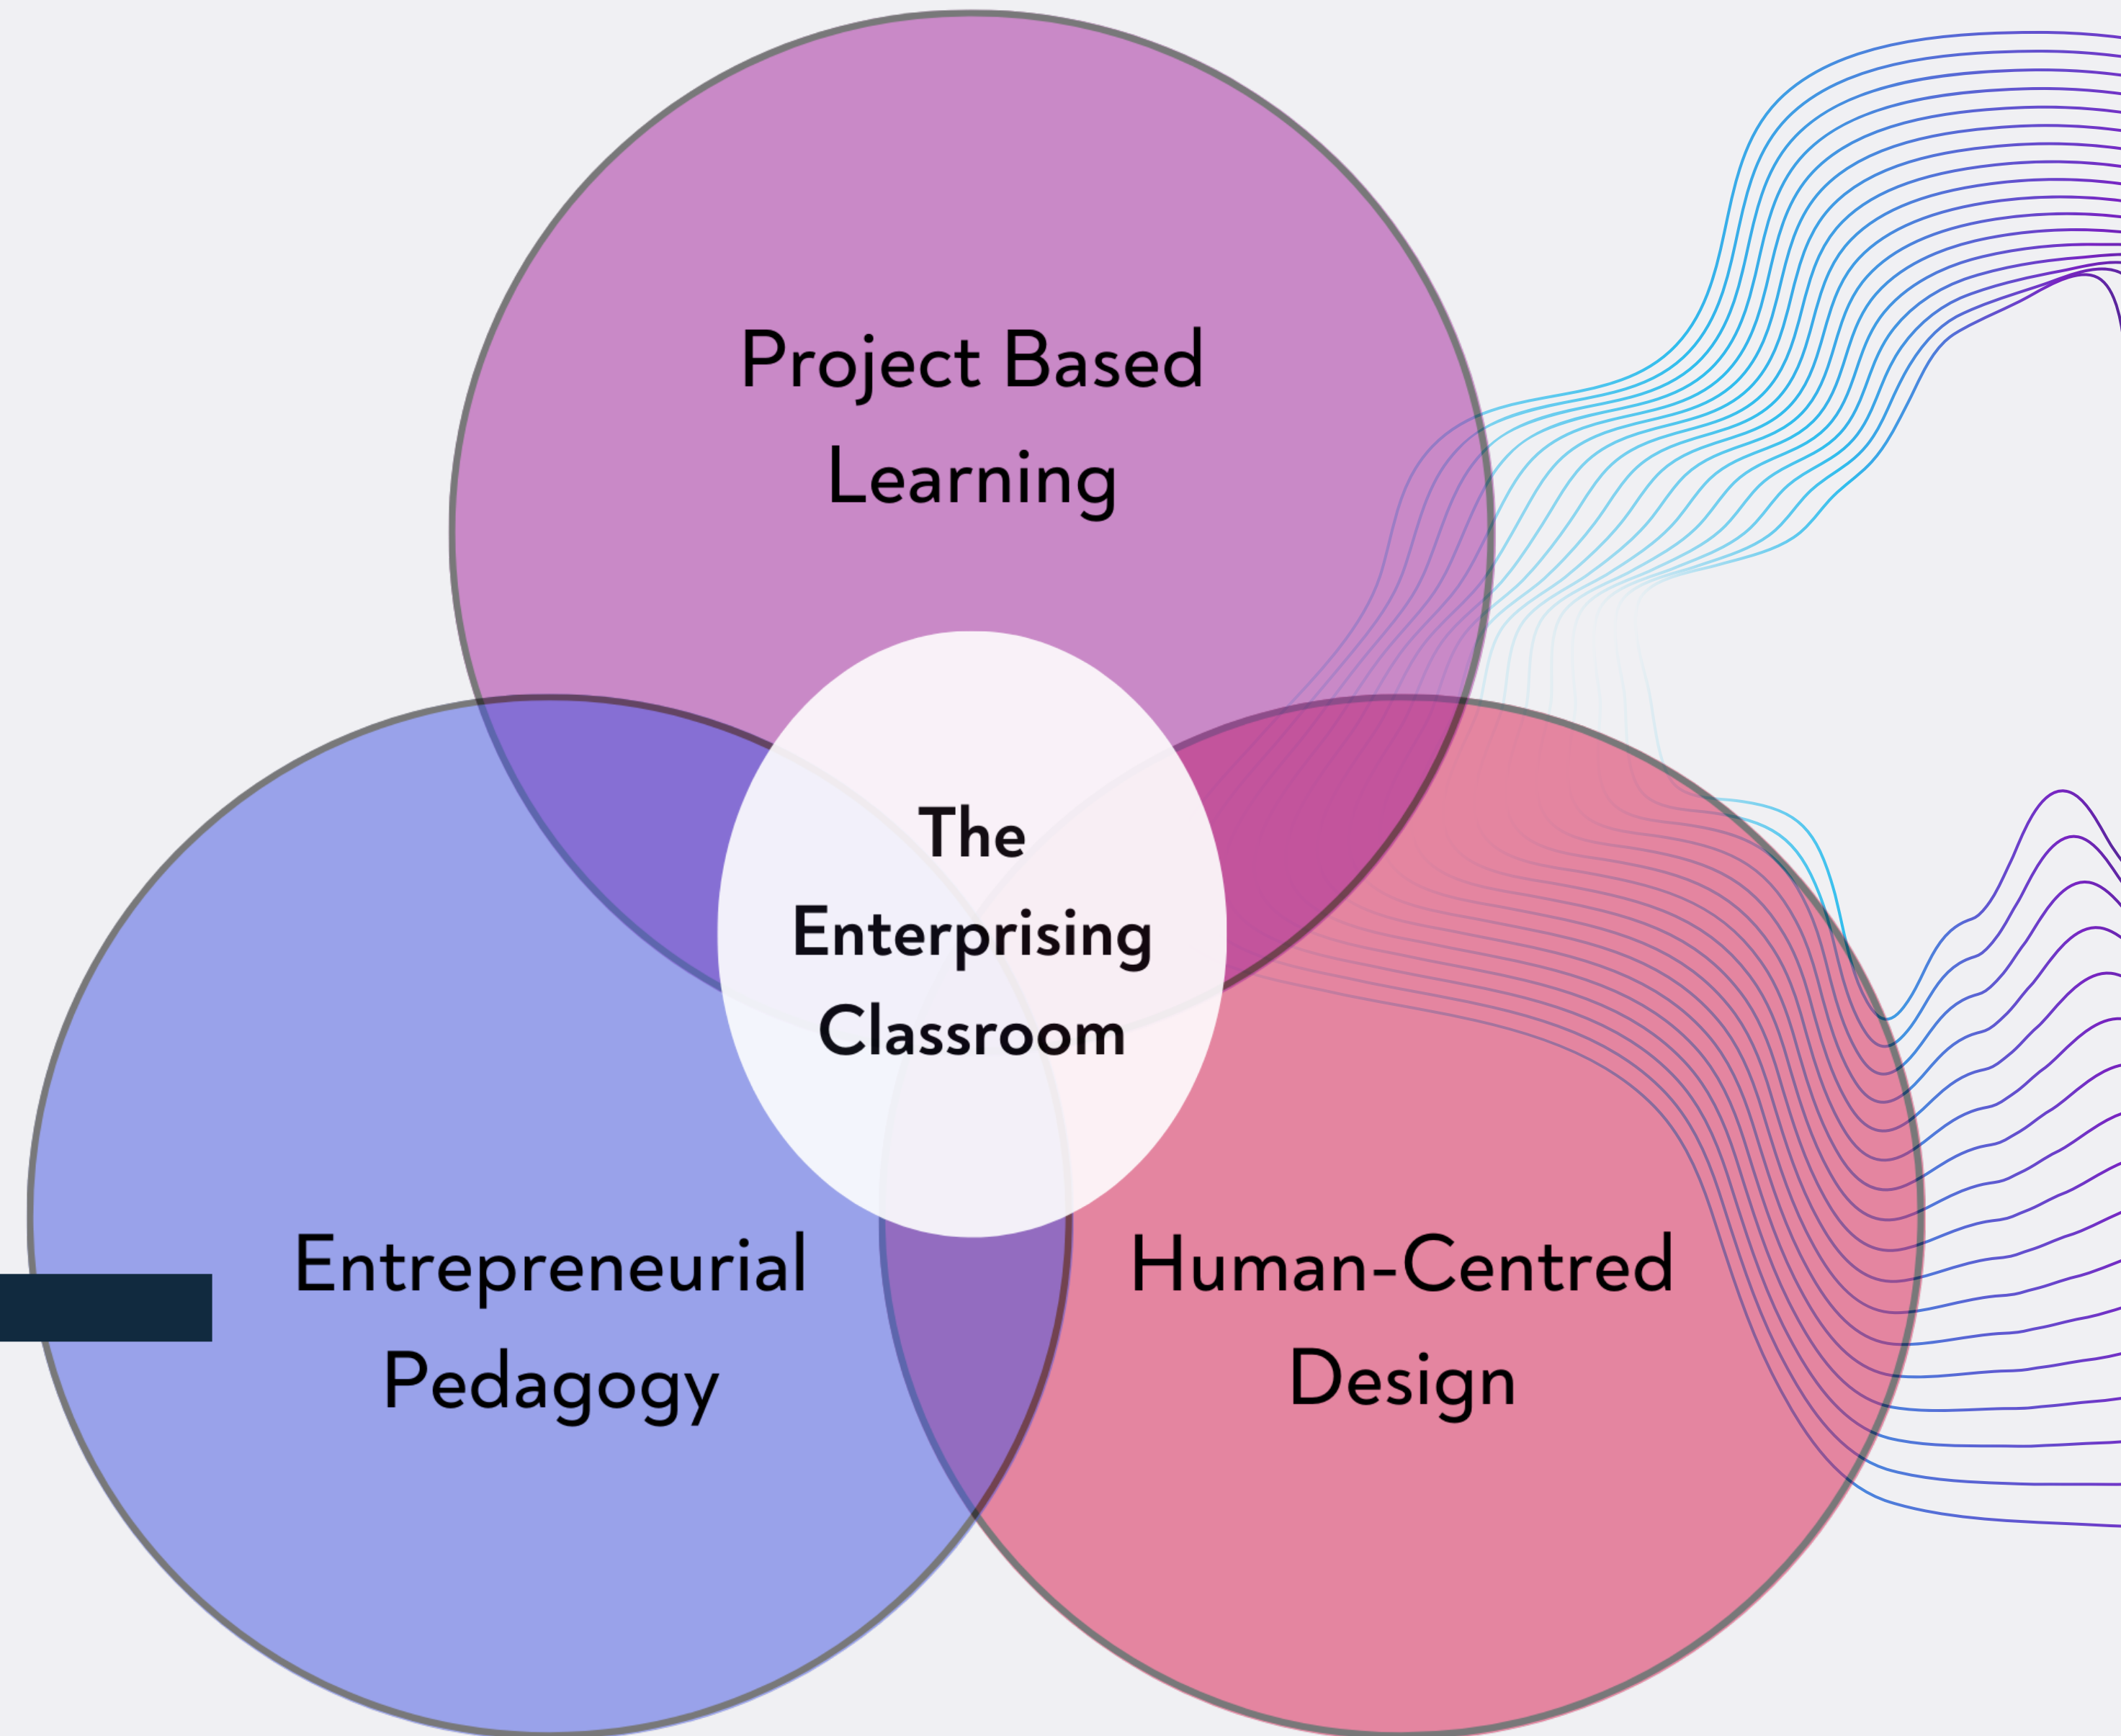 Project Based
Learning
The
Enterprising
Classroom
Entrepreneurial
Pedagogy
Human-Centred
Design